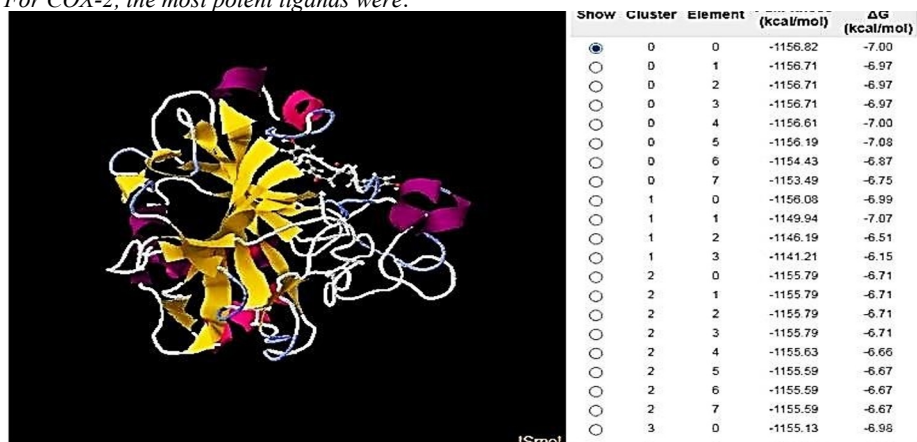 For COX-2, the most potent ligands were:
Show Cluster Element (kcal/mol) ΔG (kcal/mol)
0 0 -1156.82 -7.00
0 1 -1156.71 -6.97
0 2 -1156.71 -6.97
0 3 -1156.71 -6.97
0 4 -1156.61 -7.00
0 5 -1156.19 -7.08
0 6 -1154.43 -6.87
0 7 -1153.49 -6.75
1 0 -1156.08 -6.99
1 1 -1149.94 -7.07
1 2 -1146.19 -6.51
1 3 -1141.21 -6.15
2 0 -1155.79 -6.71
2 1 -1155.79 -6.71
2 2 -1155.79 -6.71
2 3 -1155.79 -6.71
2 4 -1155.63 -6.66
2 5 -1155.59 -6.67
2 6 -1155.59 -6.67
2 7 -1155.59 -6.67
3 0 -1155.13 -6.98